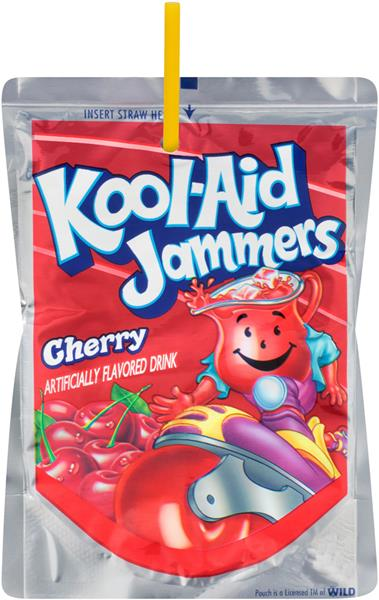 INSERT STRAW HE
Kool-Aid
Jammers
Cherry
ARTIFICIALLY FLAVORED DRINK
Pouch is a Licensed TM of WILD